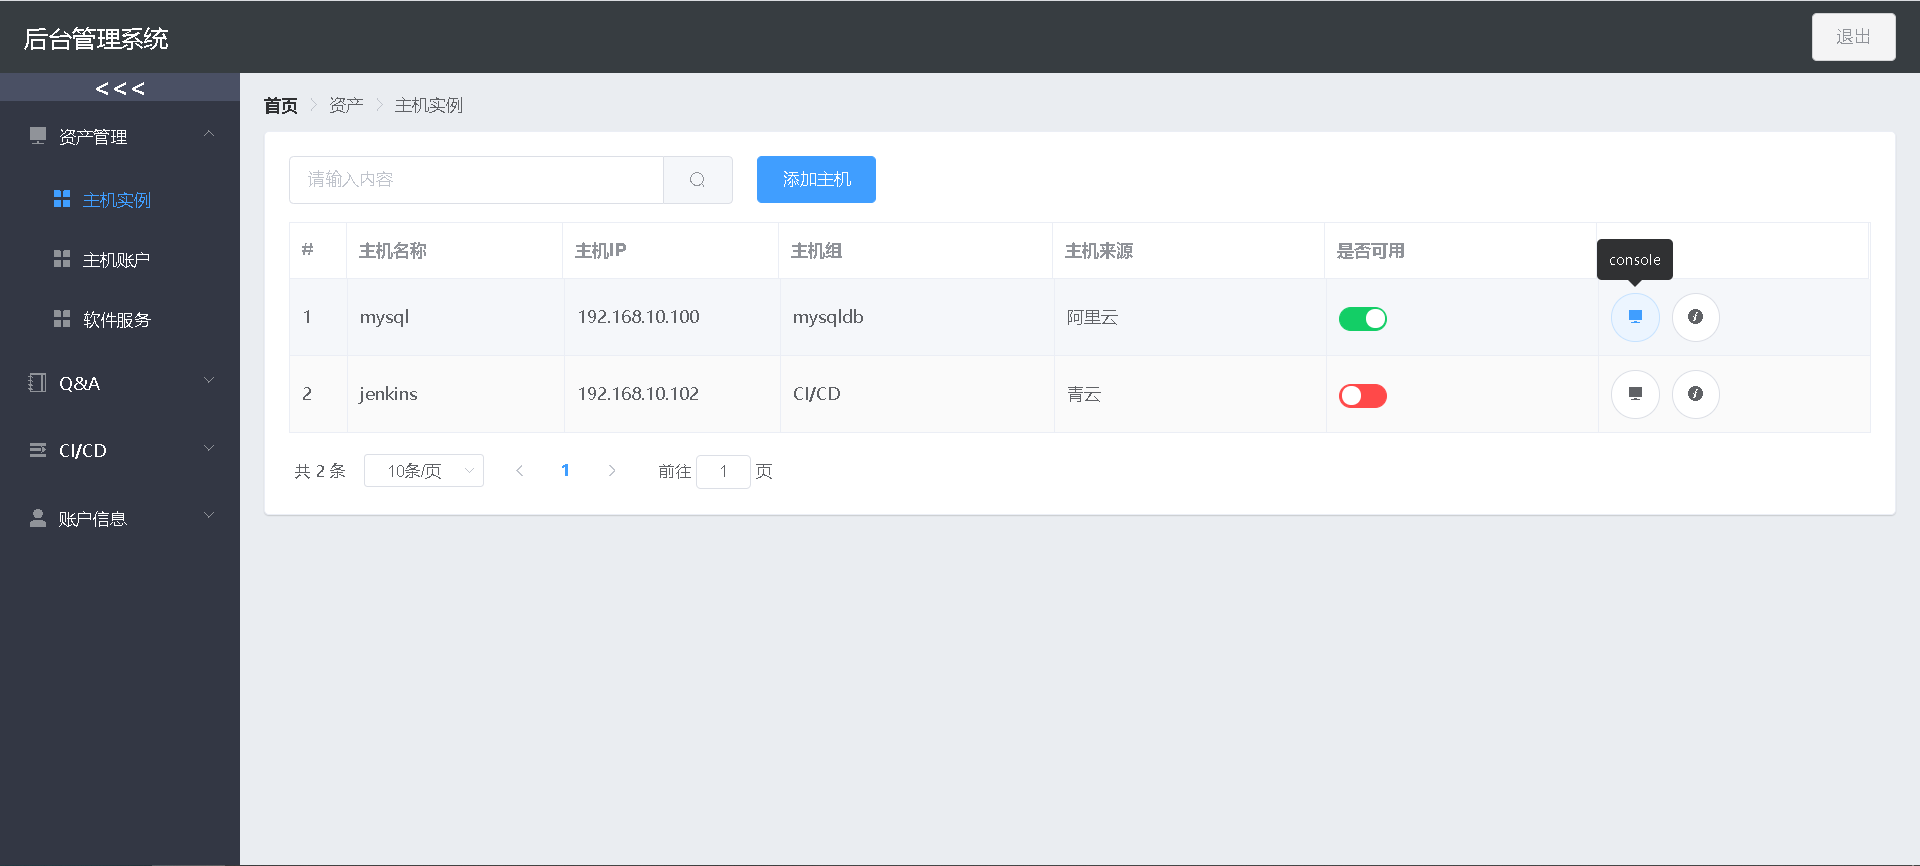 后台管理系统
退出
<<<
首页 资产 主机实例
资产管理
主机实例
主机账户
软件服务
Q&A
CI/CD
账户信息
请输入内容
添加主机
# 主机名称 主机IP 主机组 主机来源 是否可用
console
1 mysql 192.168.10.100 mysqldb 阿里云
2 jenkins 192.168.10.102 CI/CD 青云
共 2 条 10条/页 < 1 > 前往 1 页